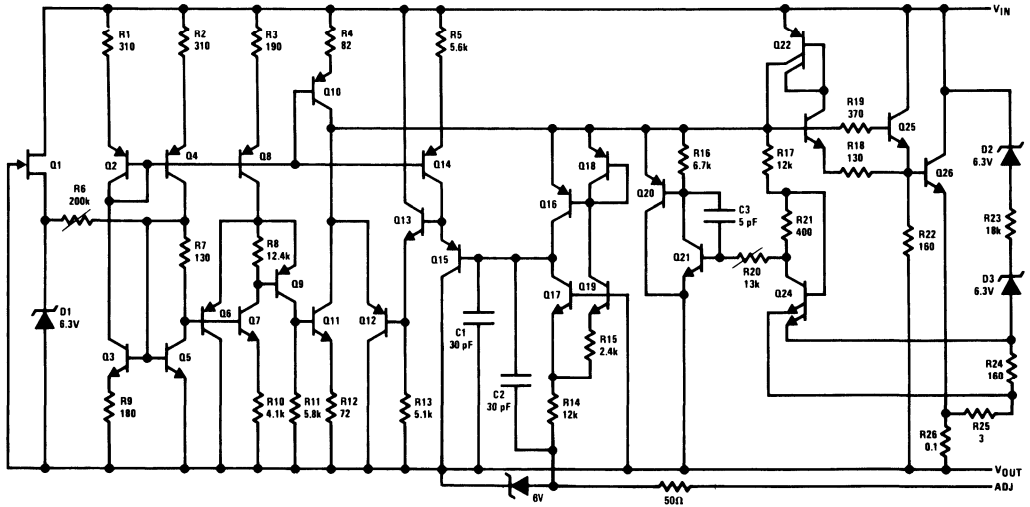 VIN
R1
310
R2
310
R3
190
R4
82
R5
5.6k
Q22
Q10
R19
370
Q25
R18
130
Q1
Q2
Q4
Q8
Q14
Q18
R16
6.7k
R17
12k
Q26
D2
6.3V
R6
200k
Q13
Q16
Q20
C3
5 pF
R21
400
R23
18k
R7
130
R8
12.4k
Q9
Q15
Q21
R20
13k
R22
160
D1
6.3V
Q6
Q7
Q11
Q12
Q17
Q19
Q24
D3
6.3V
C1
30 pF
R15
2.4k
Q3
Q5
C2
30 pF
R24
160
R9
180
R10
4.1k
R11
5.8k
R12
72
R13
5.1k
R14
12k
R26
0.1
R25
3
VOUT
6V
50Ω
ADJ